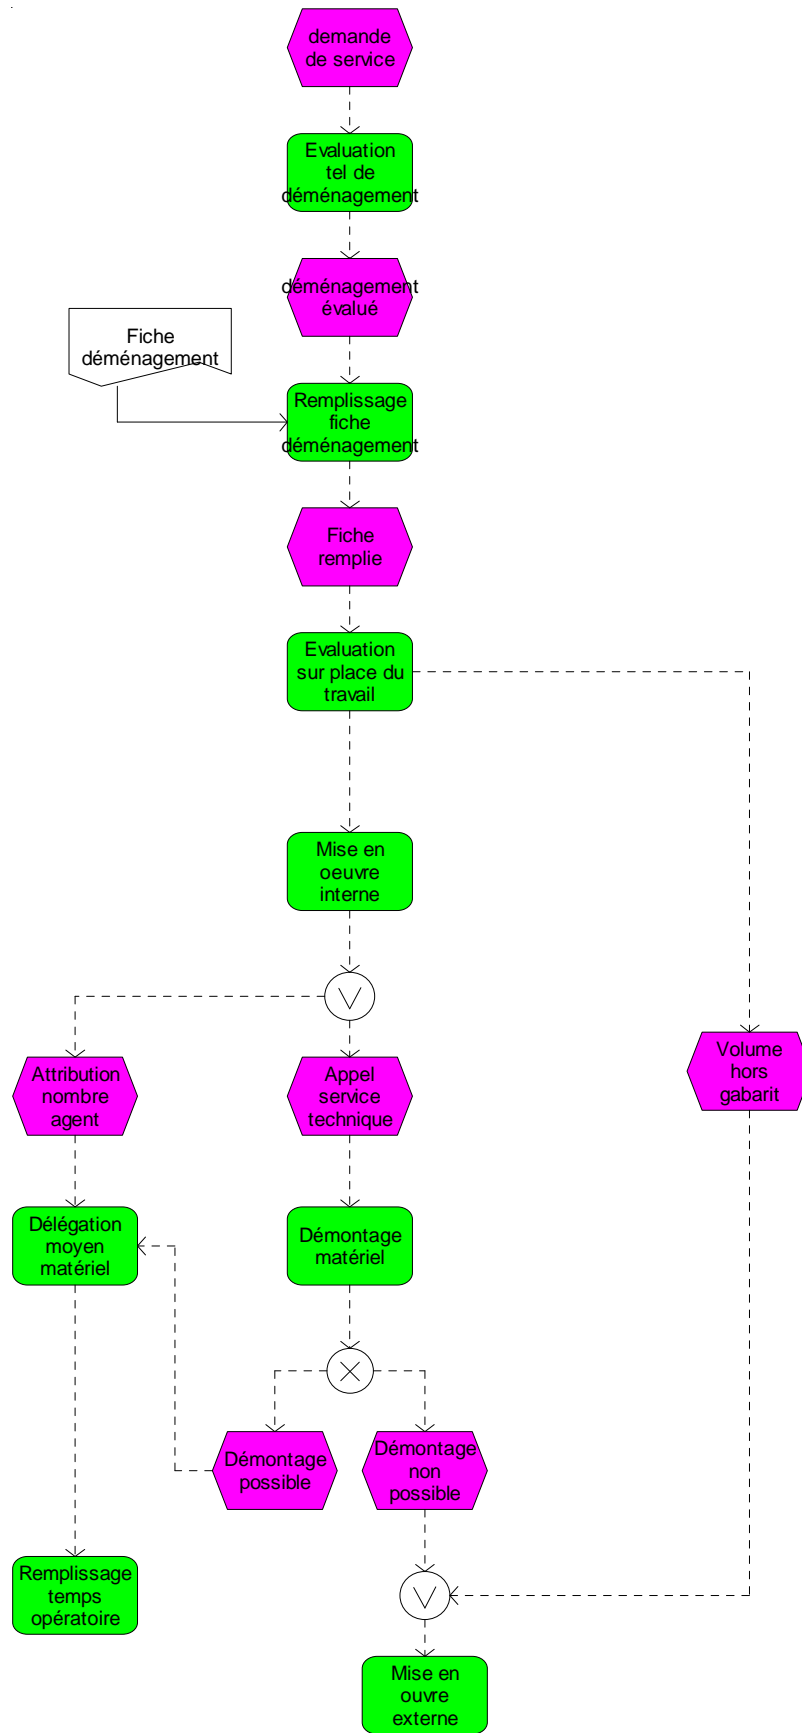 demande
de service
Evaluation
tel de
déménagement
déménagement
évalué
Fiche
déménagement
Remplissage
fiche
déménagement
Fiche
remplie
Evaluation
sur place du
travail
Mise en
oeuvre
interne
Attribution
nombre
agent
Appel
service
technique
Volume
hors
gabarit
Délégation
moyen
matériel
Démontage
matériel
Démontage
possible
Démontage
non
possible
Remplissage
temps
opératoire
Mise en
ouvre
externe